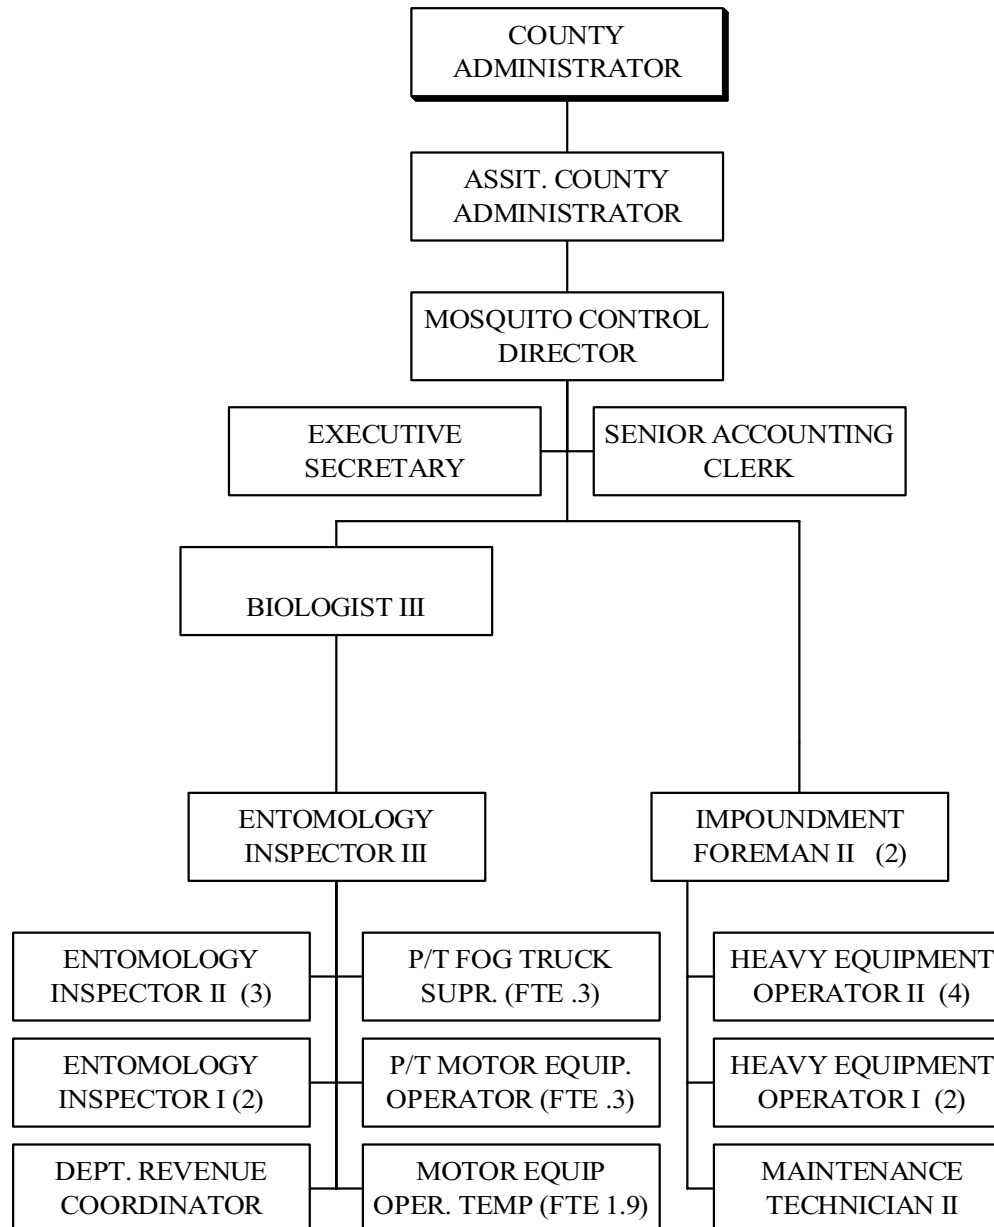 COUNTY
ADMINISTRATOR
ASSIT. COUNTY
ADMINISTRATOR
MOSQUITO CONTROL
DIRECTOR
EXECUTIVE
SECRETARY
SENIOR ACCOUNTING
CLERK
BIOLOGIST III
ENTOMOLOGY
INSPECTOR III
IMPOUNDMENT
FOREMAN II (2)
ENTOMOLOGY
INSPECTOR II (3)
P/T FOG TRUCK
SUPR. (FTE .3)
HEAVY EQUIPMENT
OPERATOR II (4)
ENTOMOLOGY
INSPECTOR I (2)
P/T MOTOR EQUIP.
OPERATOR (FTE .3)
HEAVY EQUIPMENT
OPERATOR I (2)
DEPT. REVENUE
COORDINATOR
MOTOR EQUIP
OPER. TEMP (FTE 1.9)
MAINTENANCE
TECHNICIAN II